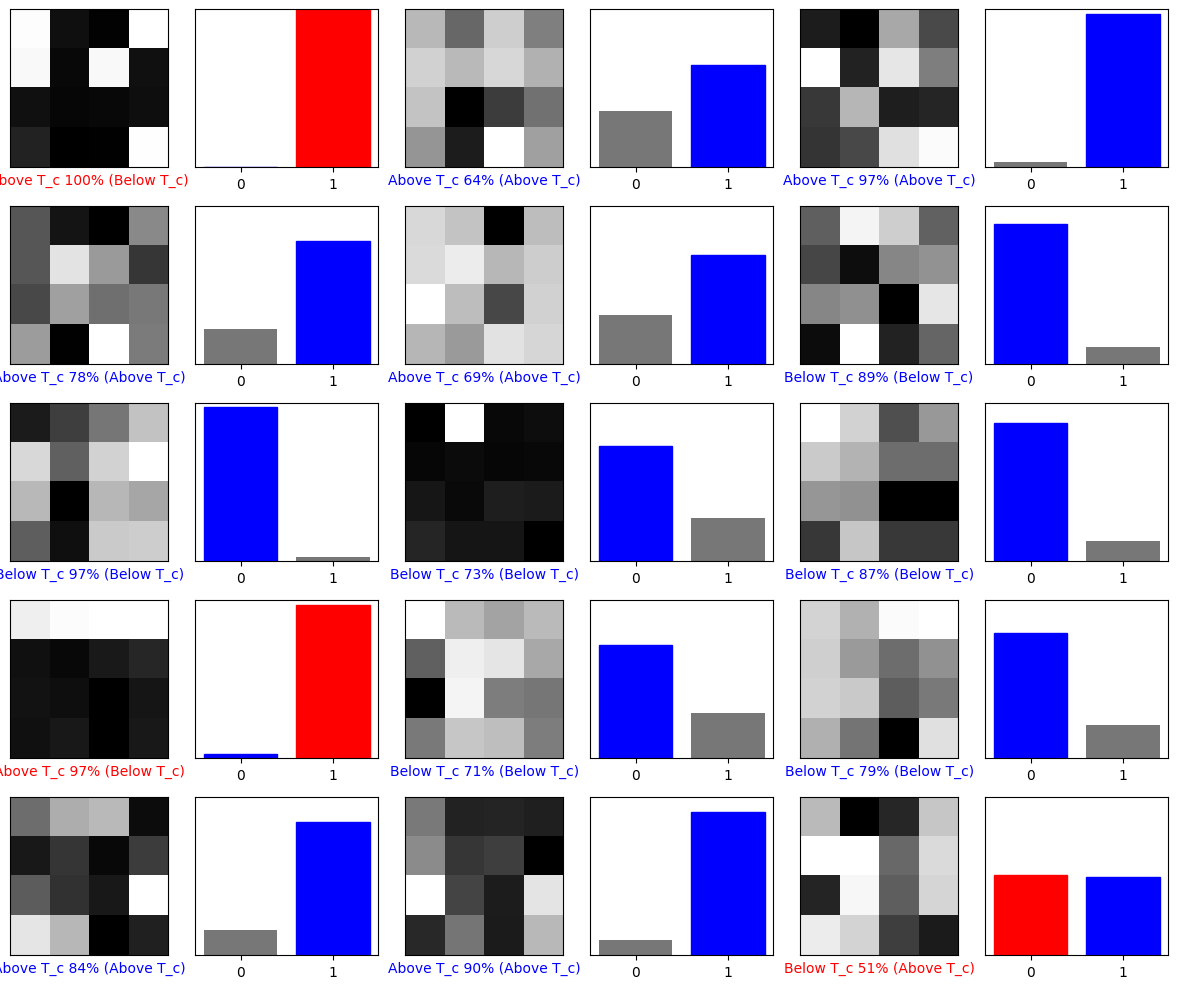 bove T_c 100% (Below T_c) 0 1 Above T_c 64% (Above T_c) 0 1 Above T_c 97% (Above T_c) 0 1
Above T_c 78% (Above T_c) 0 1 Above T_c 69% (Above T_c) 0 1 Below T_c 89% (Below T_c) 0 1
Below T_c 97% (Below T_c) 0 1 Below T_c 73% (Below T_c) 0 1 Below T_c 87% (Below T_c) 0 1
Above T_c 97% (Below T_c) 0 1 Below T_c 71% (Below T_c) 0 1 Below T_c 79% (Below T_c) 0 1
Above T_c 84% (Above T_c) 0 1 Above T_c 90% (Above T_c) 0 1 Below T_c 51% (Above T_c) 0 1